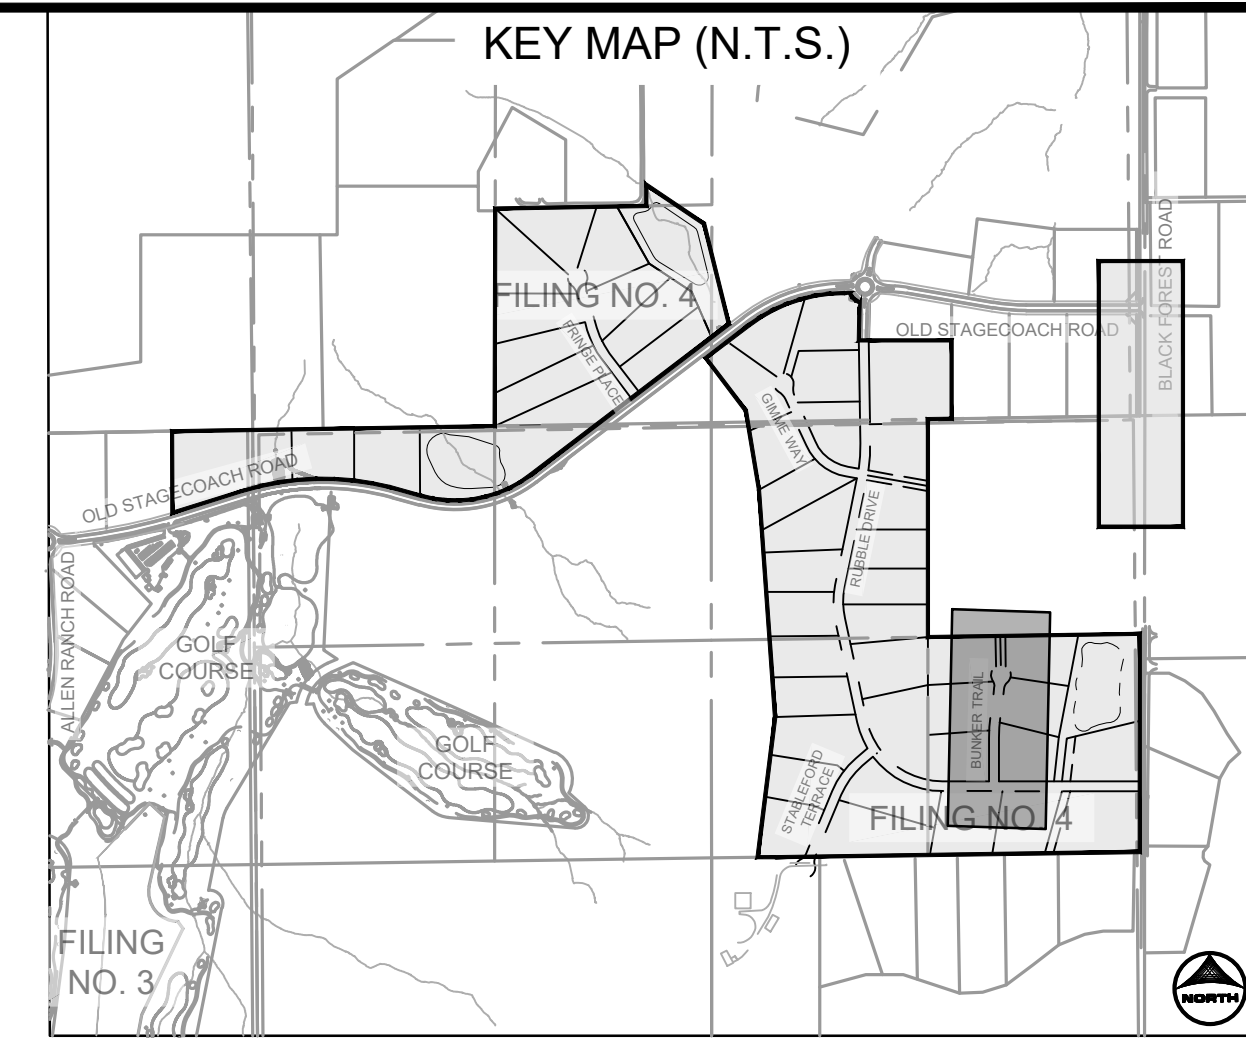 KEY MAP (N.T.S.)
BLACK FOREST ROAD
FILING NO. 4
OLD STAGECOACH ROAD
FRINGE PLACE
GIMME WAY
OLD STAGECOACH ROAD
RUBBLE DRIVE
ALLEN RANCH ROAD
GOLF
COURSE
BUNKER TRAIL
GOLF
COURSE
STABLEFORD
TERRACE
FILING NO. 4
FILING
NO. 3
NORTH